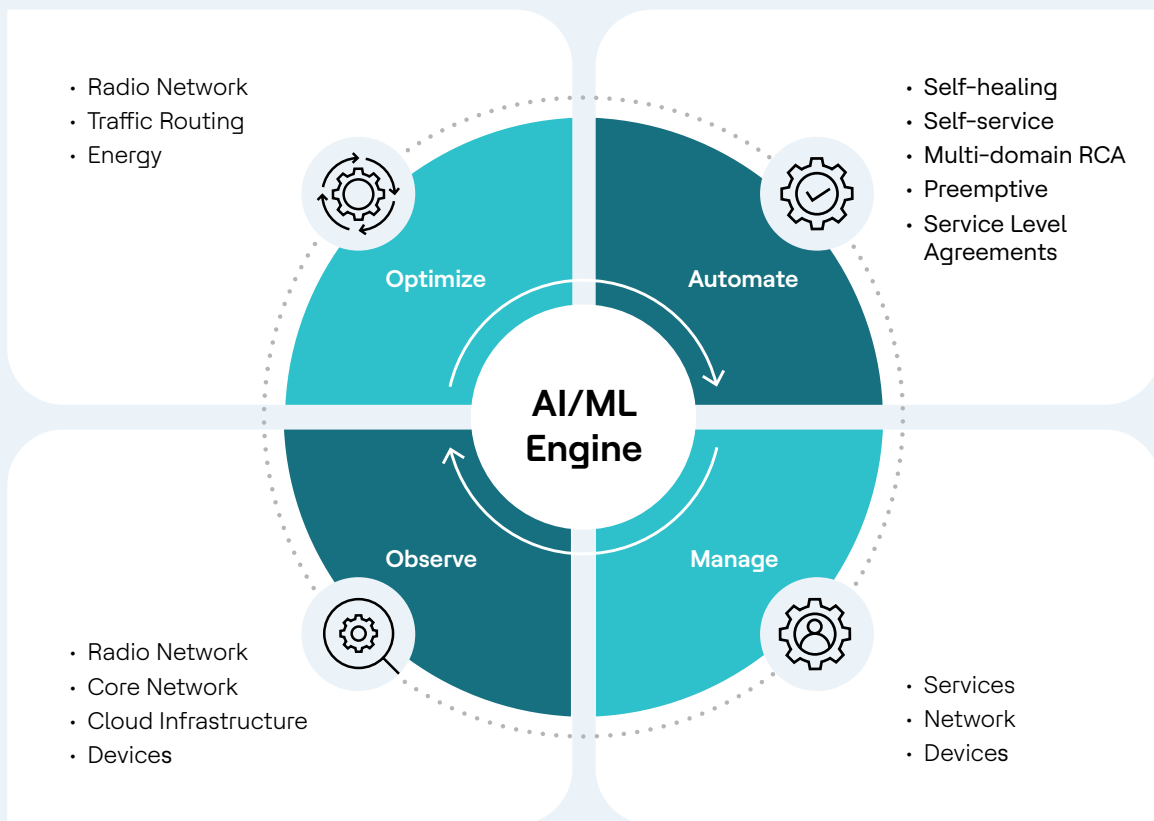 • Radio Network
• Traffic Routing
• Energy
• Self-healing
• Self-service
• Multi-domain RCA
• Preemptive
• Service Level
Agreements
Optimize
Automate
AI/ML
Engine
Observe
Manage
• Radio Network
• Core Network
• Cloud Infrastructure
• Devices
• Services
• Network
• Devices